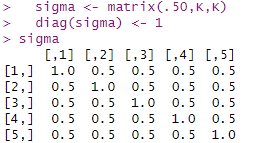 >   sigma <- matrix(.50,K,K)
>   diag(sigma) <- 1
> sigma
     [,1] [,2] [,3] [,4] [,5]
[1,]  1.0  0.5  0.5  0.5  0.5
[2,]  0.5  1.0  0.5  0.5  0.5
[3,]  0.5  0.5  1.0  0.5  0.5
[4,]  0.5  0.5  0.5  1.0  0.5
[5,]  0.5  0.5  0.5  0.5  1.0